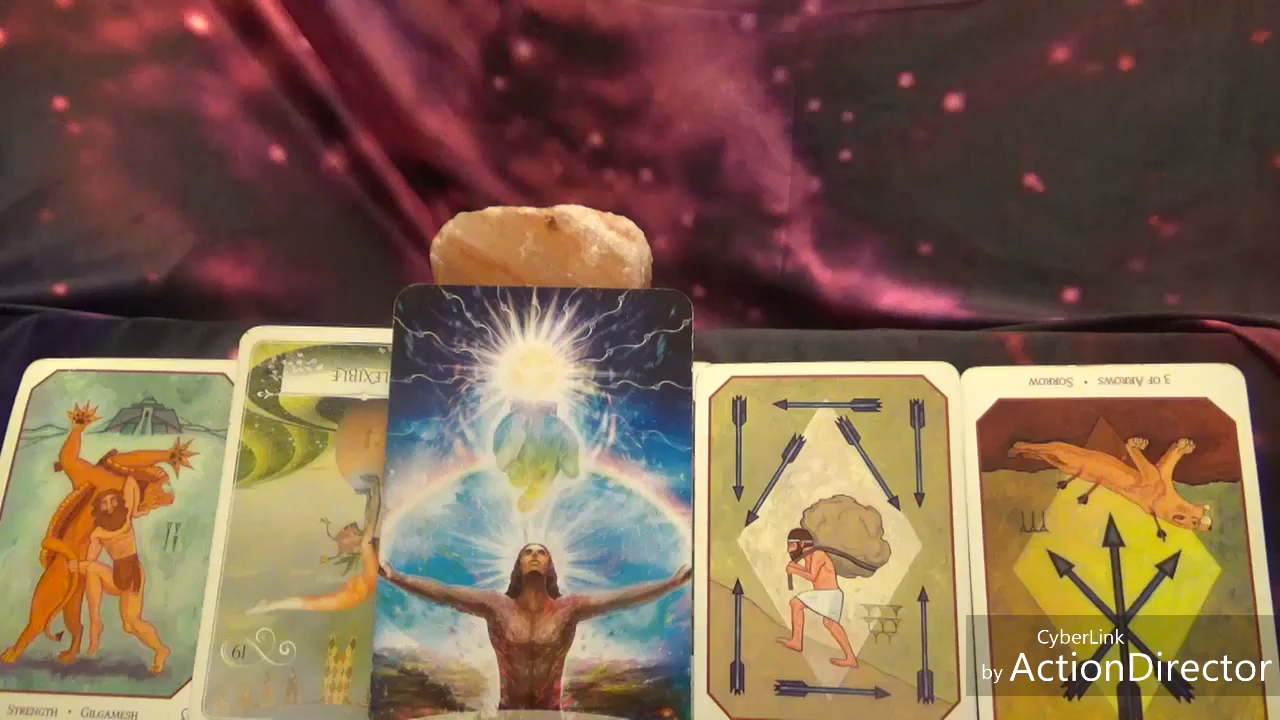 STRENGTH • GILGAMESH
LEXIBLE
19
3 OF ARROWS • SORROW
CyberLink
by ActionDirector